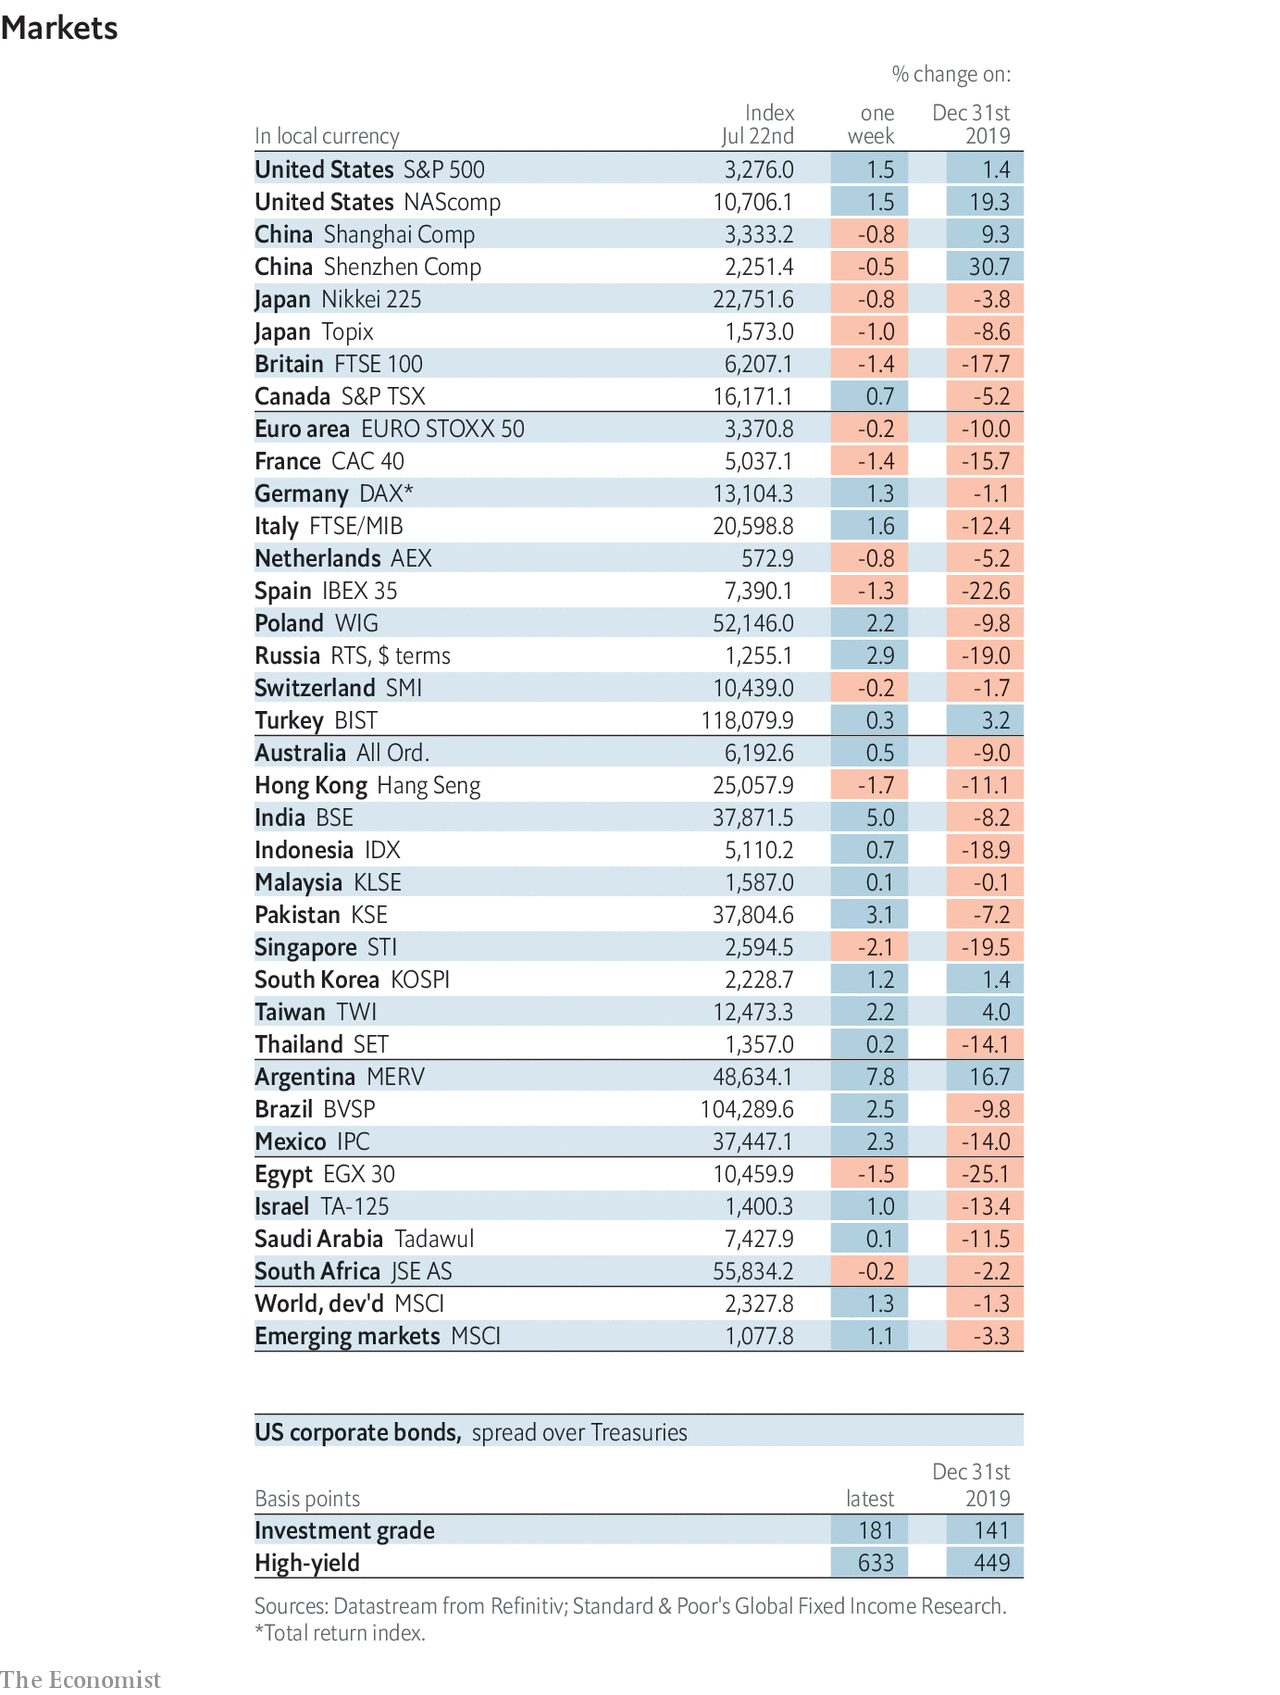 Markets
% change on:
Index one Dec 31st
In local currency Jul 22nd week 2019
United States S&P 500 3,276.0 1.5 1.4
United States NAScomp 10,706.1 1.5 19.3
China Shanghai Comp 3,333.2 -0.8 9.3
China Shenzhen Comp 2,251.4 -0.5 30.7
Japan Nikkei 225 22,751.6 -0.8 -3.8
Japan Topix 1,573.0 -1.0 -8.6
Britain FTSE 100 6,207.1 -1.4 -17.7
Canada S&P TSX 16,171.1 0.7 -5.2
Euro area EURO STOXX 50 3,370.8 -0.2 -10.0
France CAC 40 5,037.1 -1.4 -15.7
Germany DAX* 13,104.3 1.3 -1.1
Italy FTSE/MIB 20,598.8 1.6 -12.4
Netherlands AEX 572.9 -0.8 -5.2
Spain IBEX 35 7,390.1 -1.3 -22.6
Poland WIG 52,146.0 2.2 -9.8
Russia RTS, $ terms 1,255.1 2.9 -19.0
Switzerland SMI 10,439.0 -0.2 -1.7
Turkey BIST 118,079.9 0.3 3.2
Australia All Ord. 6,192.6 0.5 -9.0
Hong Kong Hang Seng 25,057.9 -1.7 -11.1
India BSE 37,871.5 5.0 -8.2
Indonesia IDX 5,110.2 0.7 -18.9
Malaysia KLSE 1,587.0 0.1 -0.1
Pakistan KSE 37,804.6 3.1 -7.2
Singapore STI 2,594.5 -2.1 -19.5
South Korea KOSPI 2,228.7 1.2 1.4
Taiwan TWI 12,473.3 2.2 4.0
Thailand SET 1,357.0 0.2 -14.1
Argentina MERV 48,634.1 7.8 16.7
Brazil BVSP 104,289.6 2.5 -9.8
Mexico IPC 37,447.1 2.3 -14.0
Egypt EGX 30 10,459.9 -1.5 -25.1
Israel TA-125 1,400.3 1.0 -13.4
Saudi Arabia Tadawul 7,427.9 0.1 -11.5
South Africa JSE AS 55,834.2 -0.2 -2.2
World, dev'd MSCI 2,327.8 1.3 -1.3
Emerging markets MSCI 1,077.8 1.1 -3.3
US corporate bonds, spread over Treasuries
Dec 31st
Basis points latest 2019
Investment grade 181 141
High-yield 633 449
Sources: Datastream from Refinitiv; Standard & Poor's Global Fixed Income Research.
*Total return index.
The Economist